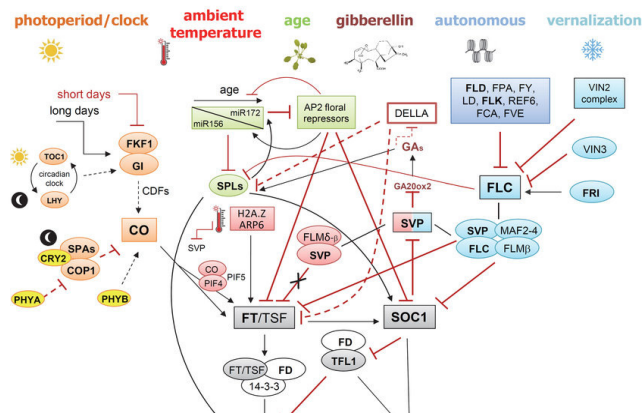 photoperiod/clock
ambient
temperature
age
gibberellin
autonomous
vernalization
short days
long days
FKF1
GI
TOC1
circadian
clock
LHY
CDFs
CO
SPAs
CRY2
COP1
PHYA
PHYB
age
miR172
miR156
AP2 floral
repressors
SPLs
SVP
H2A.Z
ARP6
CO
PIF4
PIF5
FLMδ-β
SVP
DELLA
GAs
GA20ox2
SVP
FLD, FPA, FY,
LD, FLK, REF6,
FCA, FVE
VIN2
complex
VIN3
FRI
FLC
SVP
MAF2-4
FLC
FLMβ
FT/TSF
SOC1
FT/TSF
FD
14-3-3
FD
TFL1